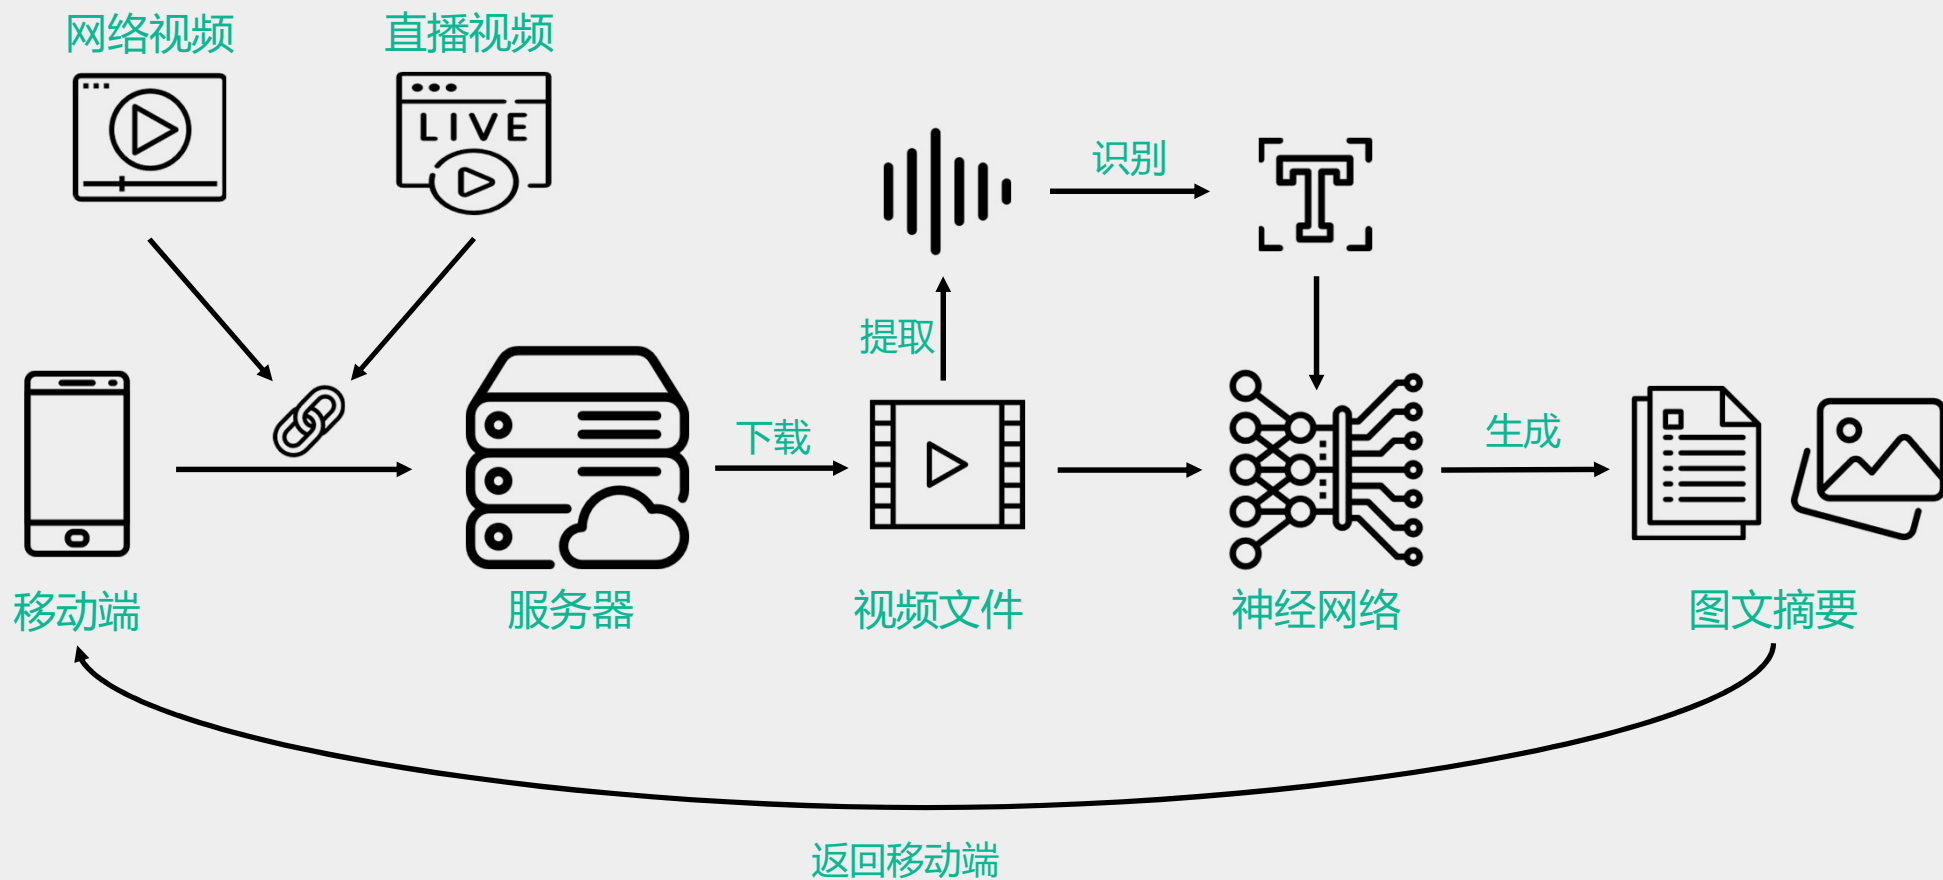 网络视频
直播视频
LIVE
识别
提取
下载
生成
移动端
服务器
视频文件
神经网络
图文摘要
返回移动端